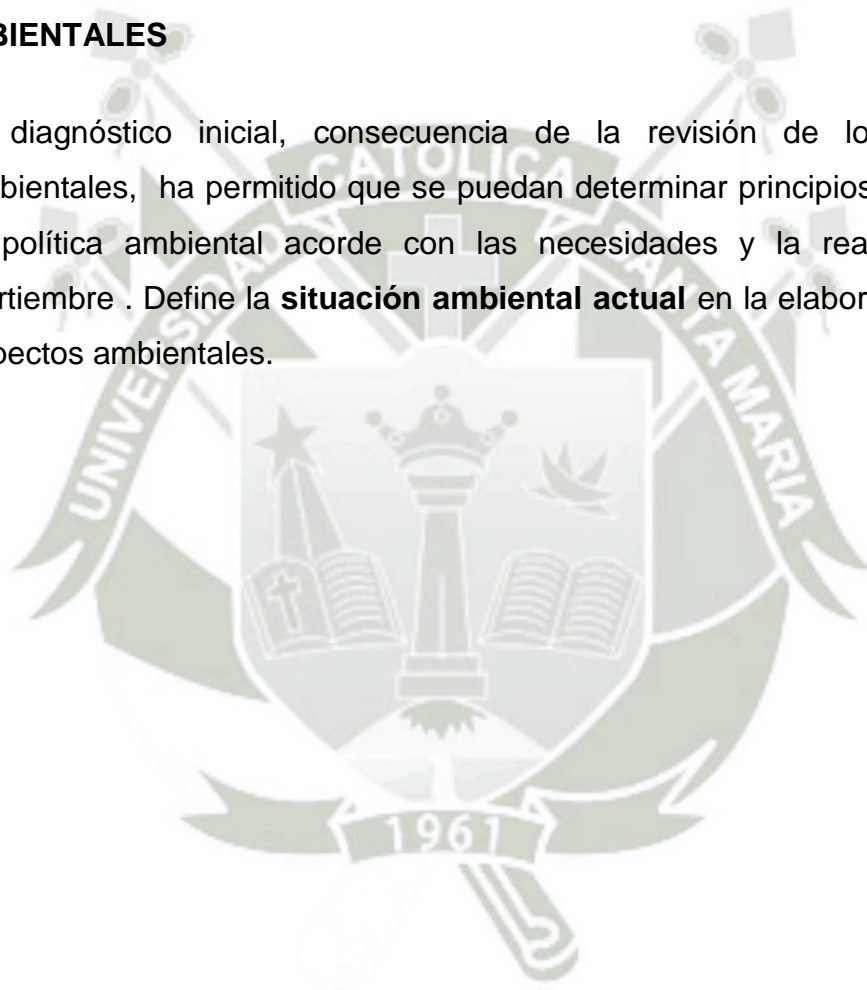 BIENTALES
diagnóstico inicial, consecuencia de la revisión de lo
bientales, ha permitido que se puedan determinar principios
política ambiental acorde con las necesidades y la rea
rtiembre . Define la situación ambiental actual en la elabor
pectos ambientales.
UNIVERSIDAD CATOLICA SANTA MARIA
1961